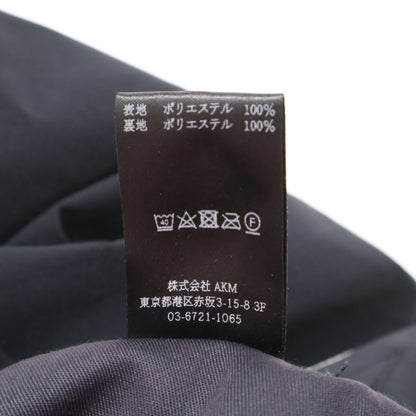 表地 ポリエステル 100%
裏地 ポリエステル 100%
40 F
株式会社 AKM
東京都港区赤坂3-15-8 3F
03-6721-1065